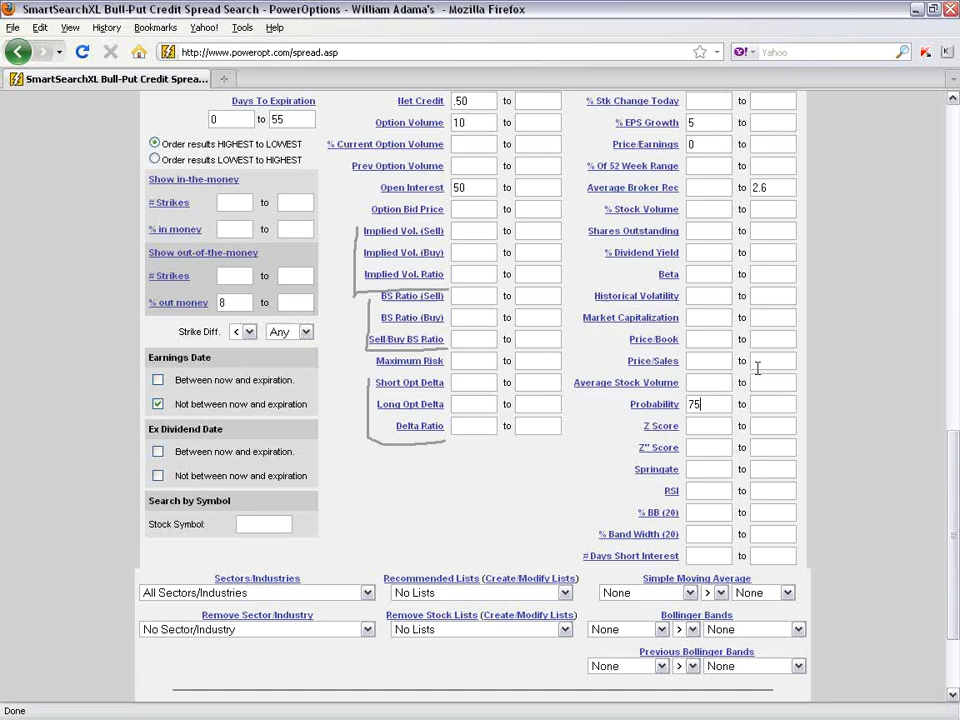 SmartSearchXL Bull-Put Credit Spread Search - PowerOptions - William Adama's - Mozilla Firefox
File Edit View History Bookmarks Yahoo! Tools Help
http://www.poweropt.com/spread.asp
Yahoo
SmartSearchXL Bull-Put Credit Sprea...
Days To Expiration
0 to 55
Order results HIGHEST to LOWEST
Order results LOWEST to HIGHEST
Show in-the-money
# Strikes to
% in money to
Show out-of-the-money
# Strikes to
% out money 8 to
Strike Diff. < Any
Earnings Date
Between now and expiration.
Not between now and expiration
Ex Dividend Date
Between now and expiration.
Not between now and expiration
Search by Symbol
Stock Symbol:
Net Credit .50 to
Option Volume 10 to
% Current Option Volume to
Prev Option Volume to
Open Interest 50 to
Option Bid Price to
Implied Vol. (Sell) to
Implied Vol. (Buy) to
Implied Vol. Ratio to
BS Ratio (Sell) to
BS Ratio (Buy) to
Sell/Buy BS Ratio to
Maximum Risk to
Short Opt Delta to
Long Opt Delta to
Delta Ratio to
% Stk Change Today to
% EPS Growth 5 to
Price/Earnings 0 to
% Of 52 Week Range to
Average Broker Rec to 2.6
% Stock Volume to
Shares Outstanding to
% Dividend Yield to
Beta to
Historical Volatility to
Market Capitalization to
Price/Book to
Price/Sales to
Average Stock Volume to
Probability 75 to
Z Score to
Z" Score to
Springate to
RSI to
% BB (20) to
% Band Width (20) to
# Days Short Interest to
Sectors/Industries
All Sectors/Industries
Remove Sector/Industry
No Sector/Industry
Recommended Lists (Create/Modify Lists)
No Lists
Remove Stock Lists (Create/Modify Lists)
No Lists
Simple Moving Average
None > None
Bollinger Bands
None > None
Previous Bollinger Bands
None > None
Done